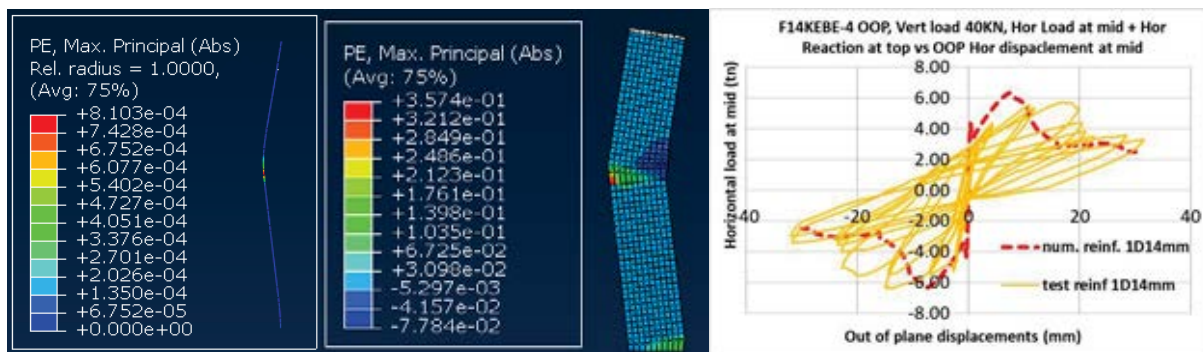 PE, Max. Principal (Abs)
Rel. radius = 1.0000,
(Avg: 75%)
+8.103e-04
+7.428e-04
+6.752e-04
+6.077e-04
+5.402e-04
+4.727e-04
+4.051e-04
+3.376e-04
+2.701e-04
+2.026e-04
+1.350e-04
+6.752e-05
+0.000e+00
PE, Max. Principal (Abs)
(Avg: 75%)
+3.574e-01
+3.212e-01
+2.849e-01
+2.486e-01
+2.123e-01
+1.761e-01
+1.398e-01
+1.035e-01
+6.725e-02
+3.098e-02
-5.297e-03
-4.157e-02
-7.784e-02
F14KEBE-4 OOP, Vert load 40KN, Hor Load at mid + Hor
Reaction at top vs OOP Hor dispaclement at mid
Horizontal load at mid (tn)
8.00
6.00
4.00
2.00
0.00
-2.00
-4.00
-6.00
-8.00
-40
-20
0
20
40
num. reinf. 1D14mm
test reinf 1D14mm
Out of plane displacements (mm)